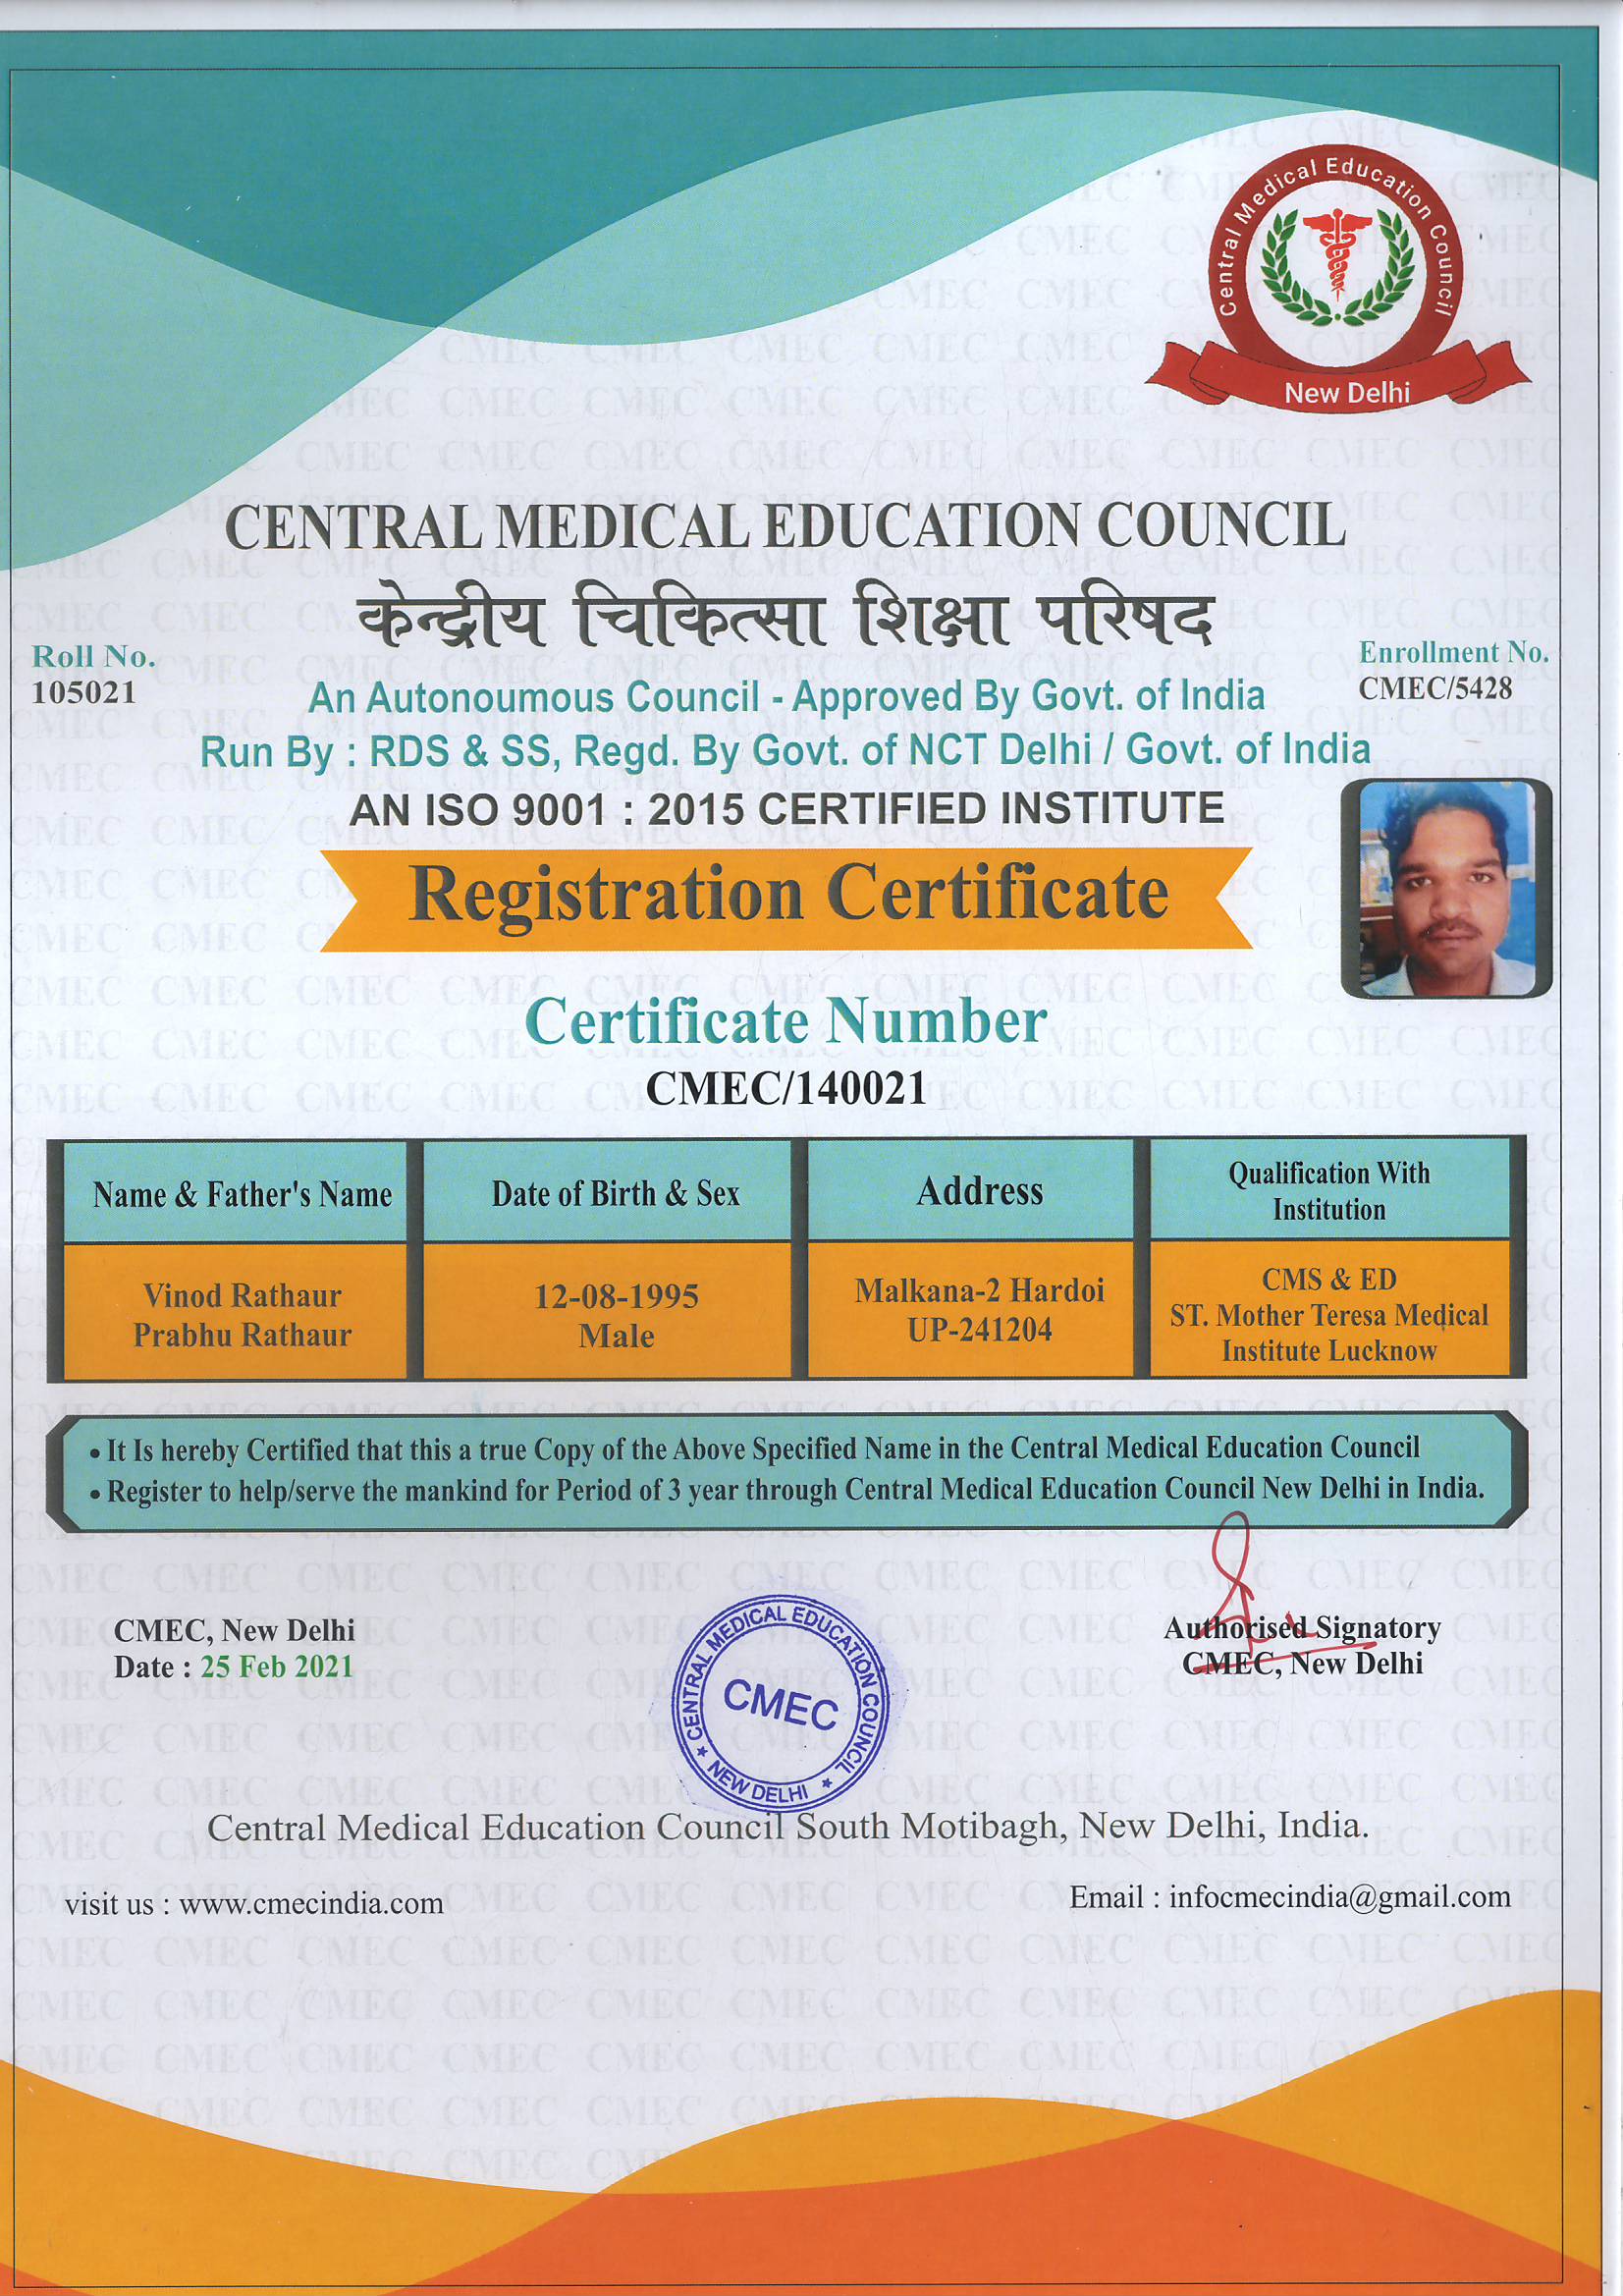 Central Medical Education Council
New Delhi
CENTRAL MEDICAL EDUCATION COUNCIL
केन्द्रीय चिकित्सा शिक्षा परिषद
Roll No.
105021
Enrollment No.
CMEC/5428
An Autonoumous Council - Approved By Govt. of India
Run By : RDS & SS, Regd. By Govt. of NCT Delhi / Govt. of India
AN ISO 9001 : 2015 CERTIFIED INSTITUTE
Registration Certificate
Certificate Number
CMEC/140021
Name & Father's Name
Date of Birth & Sex
Address
Qualification With
Institution
Vinod Rathaur
Prabhu Rathaur
12-08-1995
Male
Malkana-2 Hardoi
UP-241204
CMS & ED
ST. Mother Teresa Medical
Institute Lucknow
• It Is hereby Certified that this a true Copy of the Above Specified Name in the Central Medical Education Council
• Register to help/serve the mankind for Period of 3 year through Central Medical Education Council New Delhi in India.
CMEC, New Delhi
Date : 25 Feb 2021
CENTRAL MEDICAL EDUCATION COUNCIL
CMEC
NEW DELHI
Authorised Signatory
CMEC, New Delhi
Central Medical Education Council South Motibagh, New Delhi, India.
visit us : www.cmecindia.com
Email : infocmecindia@gmail.com